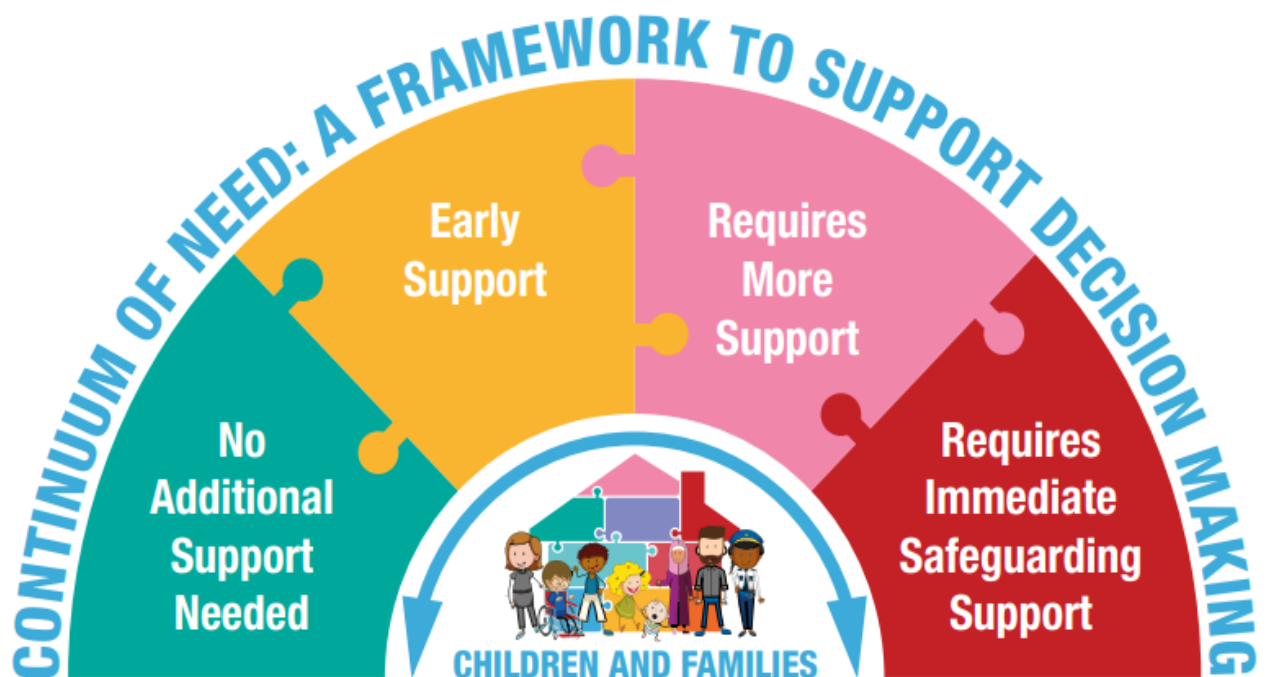 CONTINUUM OF NEED: A FRAMEWORK TO SUPPORT DECISION MAKING
No
Additional
Support
Needed
Early
Support
Requires
More
Support
Requires
Immediate
Safeguarding
Support
CHILDREN AND FAMILIES